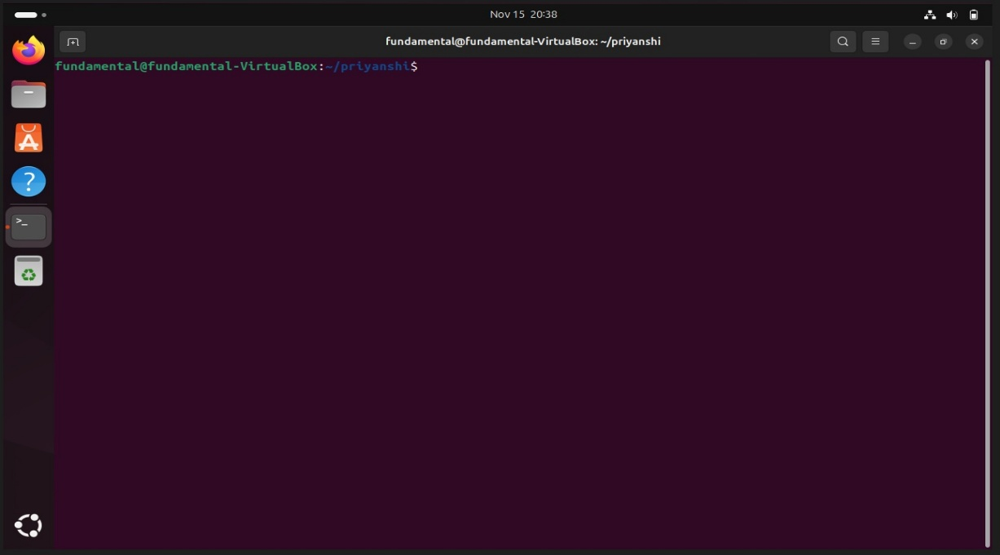 Nov 15 20:38
fundamental@fundamental-VirtualBox: ~/priyanshi
fundamental@fundamental-VirtualBox:~/priyanshi$
A
?
>_